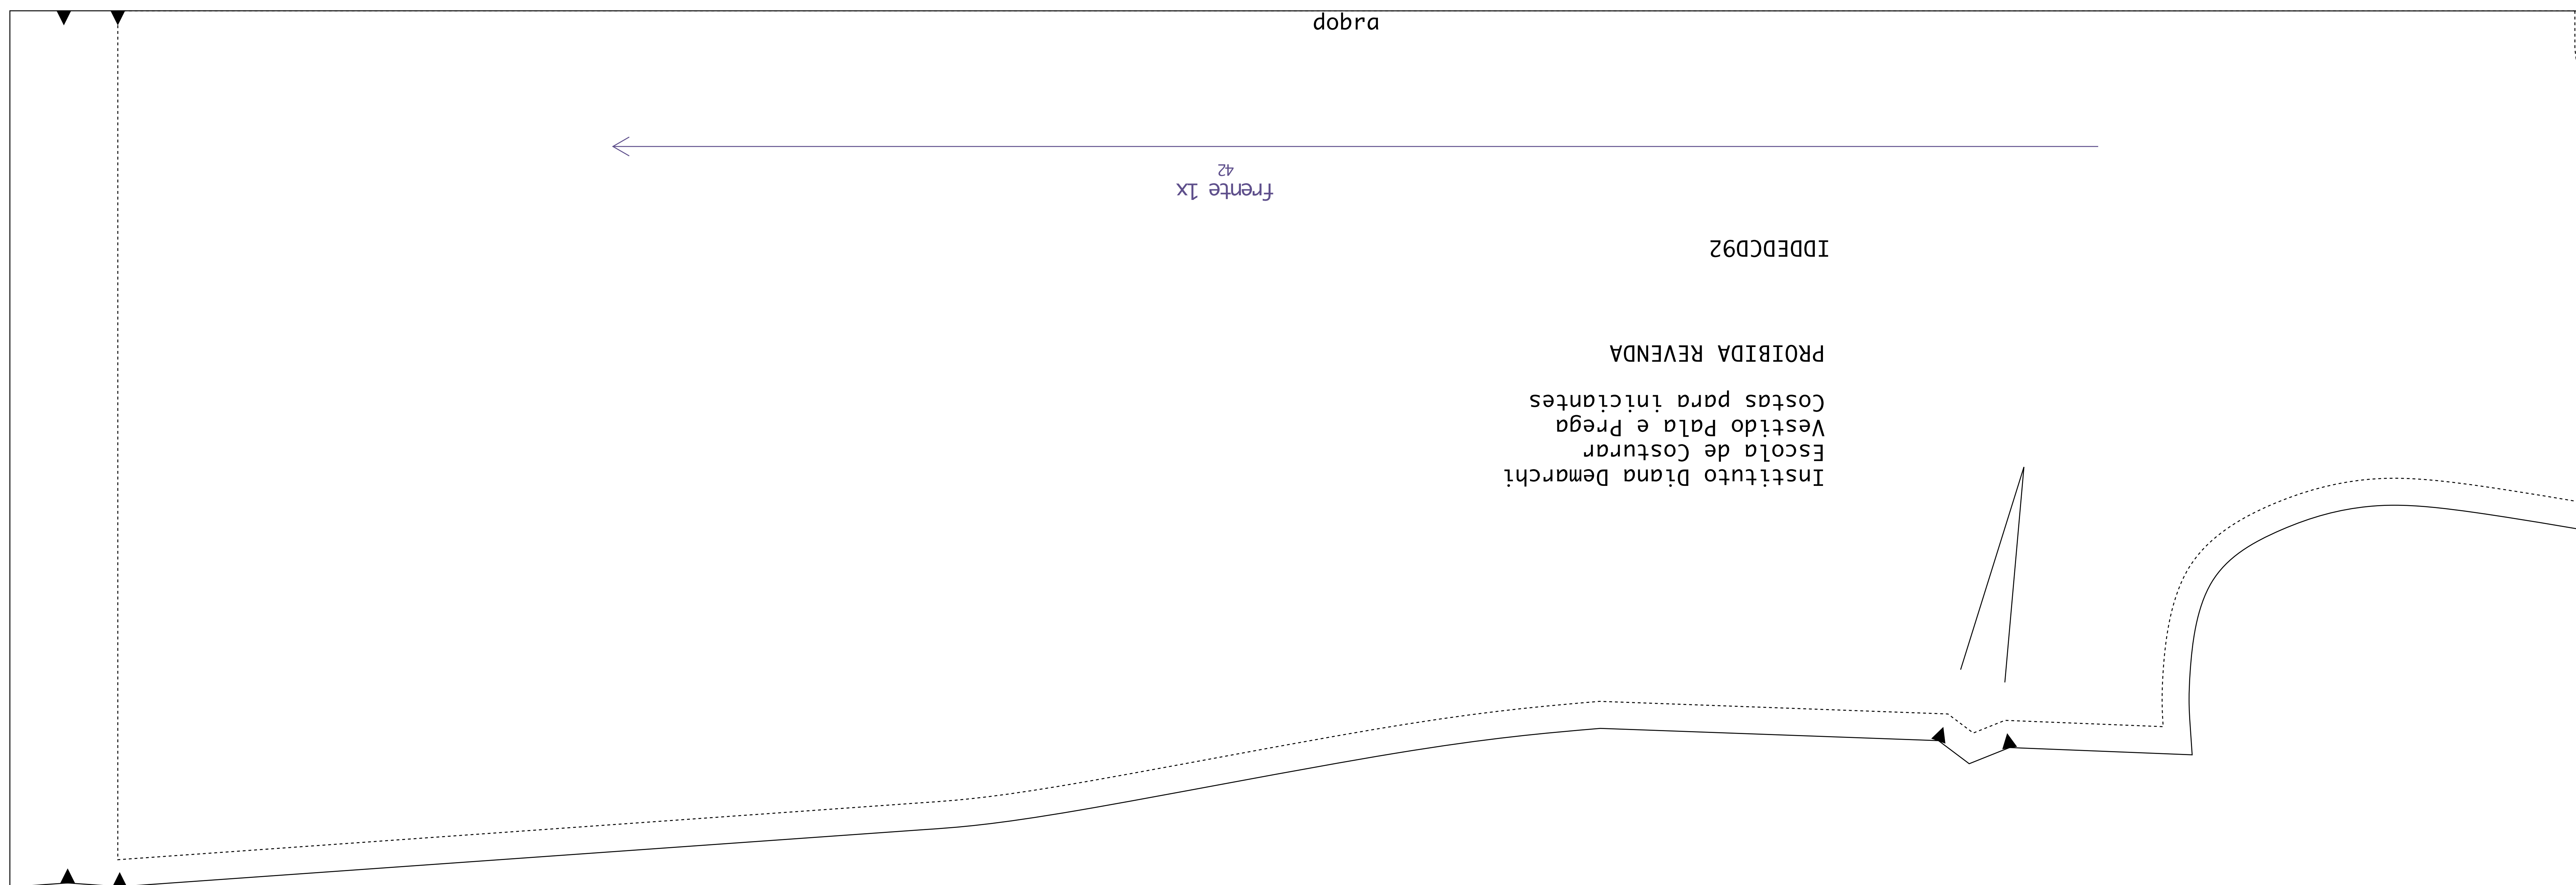 dobra
frente 1x
42
Instituto Diana Demarchi
Escola de Costurar
Vestido Pala e Prega
Costas para iniciantes
PROIBIDA REVENDA
IDDEDCD92